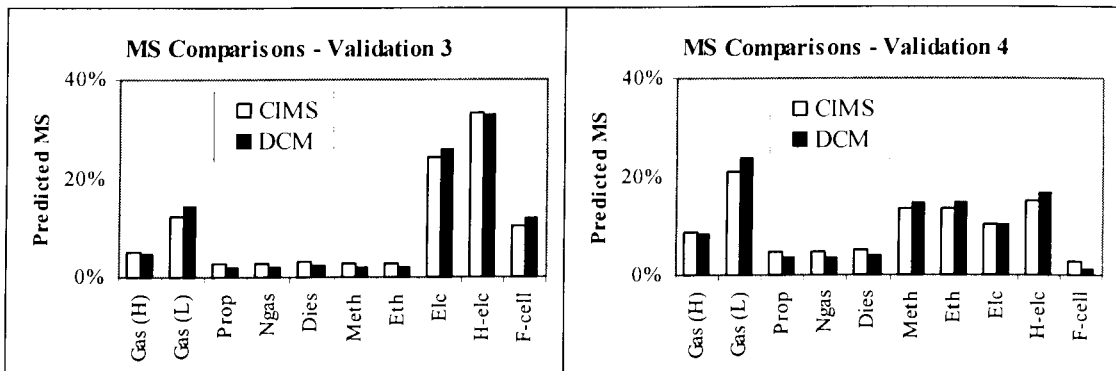 MS Comparisons - Validation 3
Predicted MS
40%
20%
0%
CIMS
DCM
Gas (H)
Gas (L)
Prop
Ngas
Dies
Meth
Eth
Elc
H-elc
F-cell
MS Comparisons - Validation 4
Predicted MS
40%
20%
0%
CIMS
DCM
Gas (H)
Gas (L)
Prop
Ngas
Dies
Meth
Eth
Elc
H-elc
F-cell